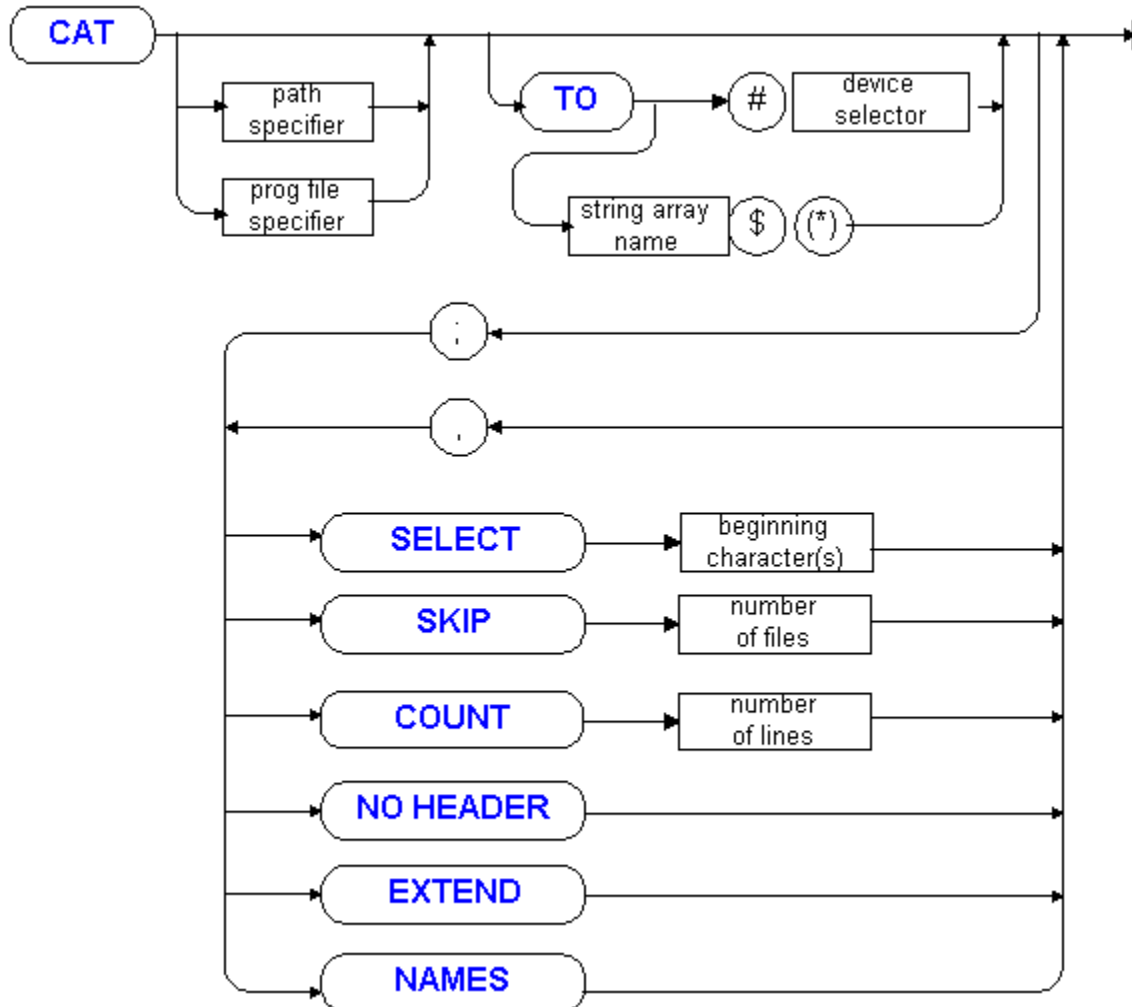 CAT
path
specifier
prog file
specifier
TO
#
device
selector
string array
name
$
(*)
;
,
SELECT
beginning
character(s)
SKIP
number
of files
COUNT
number
of lines
NO HEADER
EXTEND
NAMES